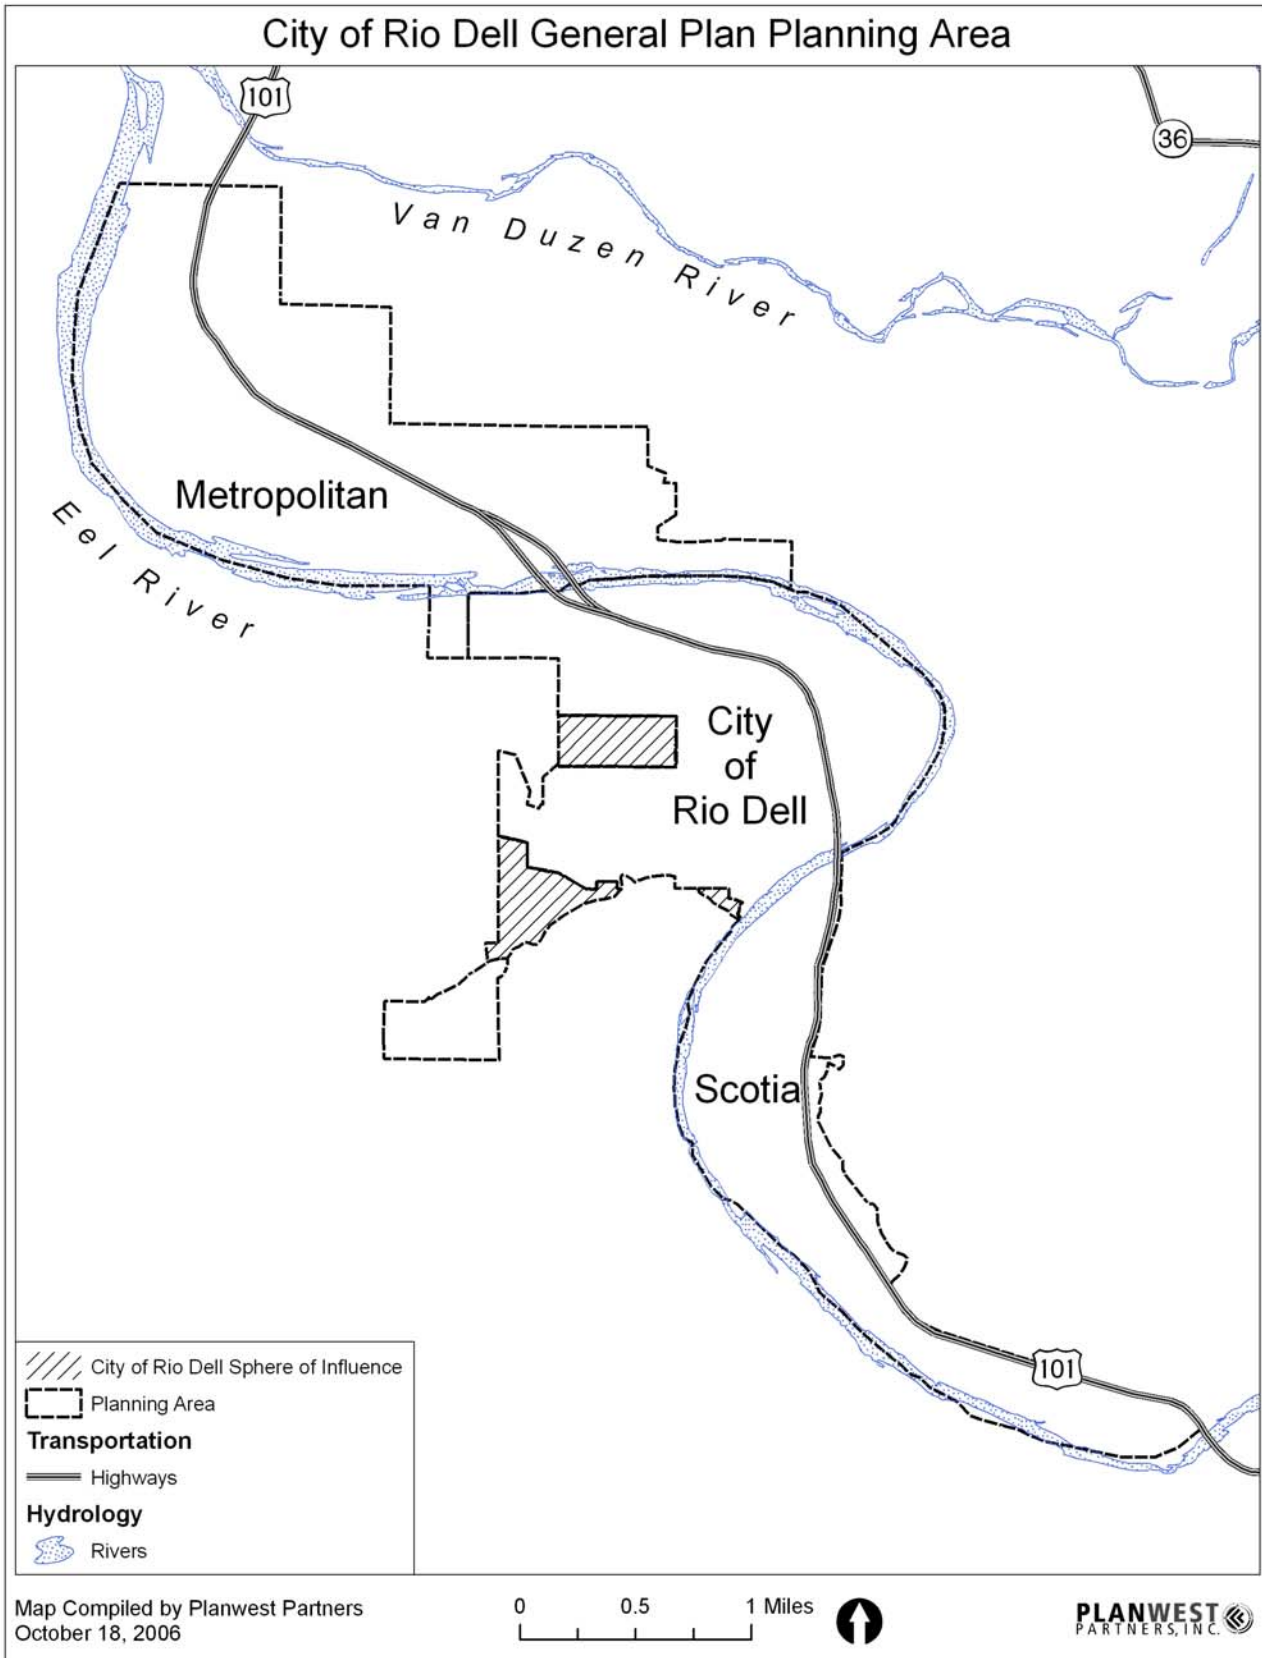 City of Rio Dell General Plan Planning Area
101
36
Van Duzen River
Metropolitan
Eel River
City
of
Rio Dell
Scotia
101
City of Rio Dell Sphere of Influence
Planning Area
Transportation
Highways
Hydrology
Rivers
Map Compiled by Planwest Partners
October 18, 2006
0 0.5 1 Miles
PLANWEST
PARTNERS, INC.